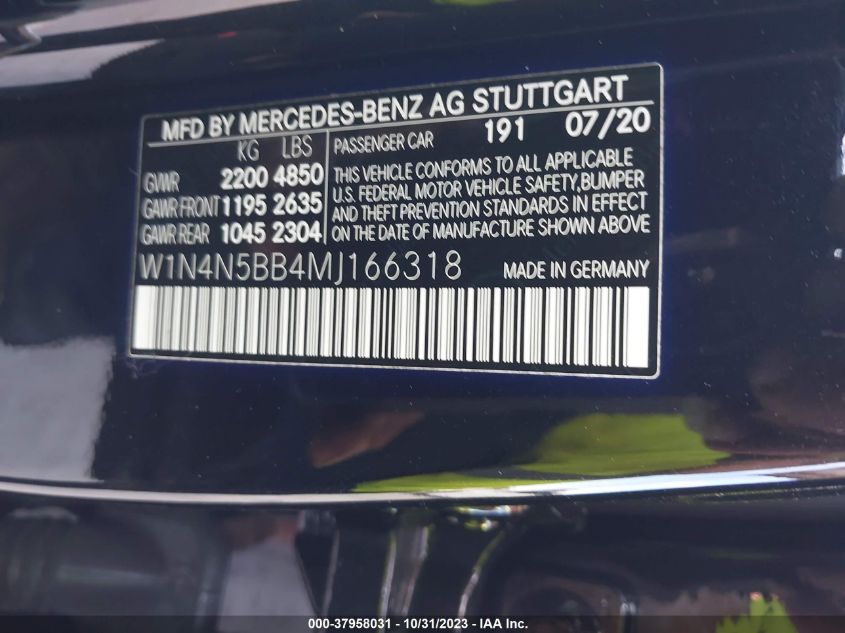 MFD BY MERCEDES-BENZ AG STUTTGART
KG LBS
GVWR 2200 4850
GAWR FRONT 1195 2635
GAWR REAR 1045 2304
PASSENGER CAR 191 07/20
THIS VEHICLE CONFORMS TO ALL APPLICABLE
U.S. FEDERAL MOTOR VEHICLE SAFETY,BUMPER
AND THEFT PREVENTION STANDARDS IN EFFECT
ON THE DATE OF MANUFACTURE SHOWN ABOVE
W1N4N5BB4MJ166318 MADE IN GERMANY
000-37958031 - 10/31/2023 - IAA Inc.